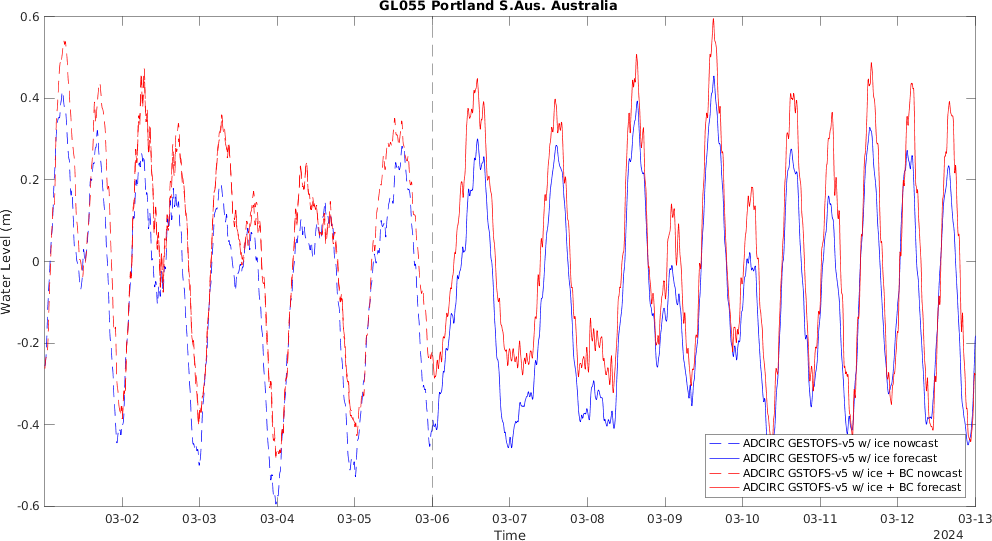 GL055 Portland S.Aus. Australia
0.6
0.4
0.2
0
-0.2
-0.4
-0.6
Water Level (m)
ADCIRC GESTOFS-v5 w/ ice nowcast
ADCIRC GESTOFS-v5 w/ ice forecast
ADCIRC GSTOFS-v5 w/ ice + BC nowcast
ADCIRC GSTOFS-v5 w/ ice + BC forecast
03-02 03-03 03-04 03-05 03-06 03-07 03-08 03-09 03-10 03-11 03-12 03-13
Time
2024